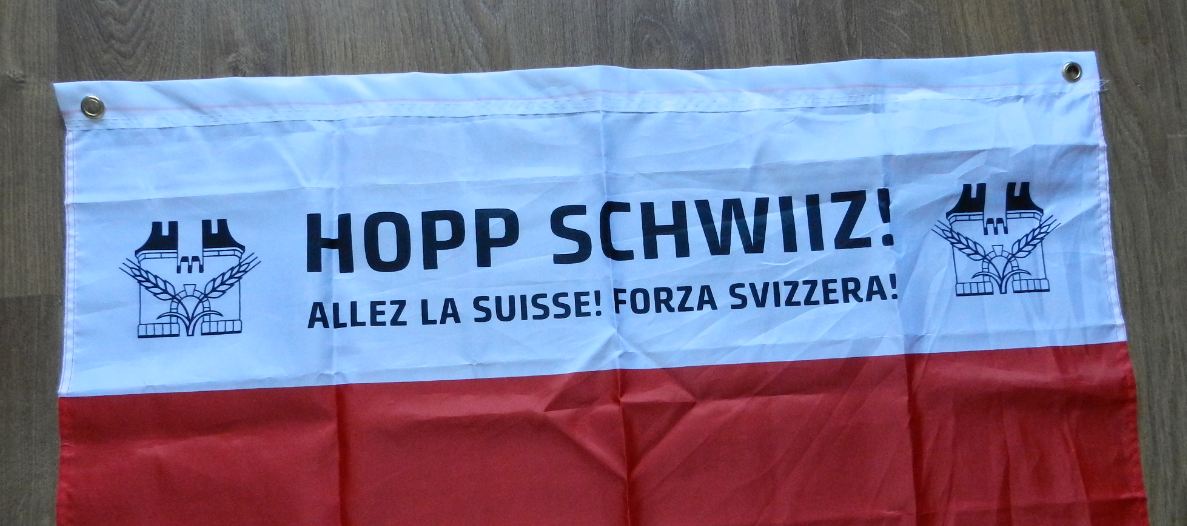 HOPP SCHWIIZ!
ALLEZ LA SUISSE! FORZA SVIZZERA!